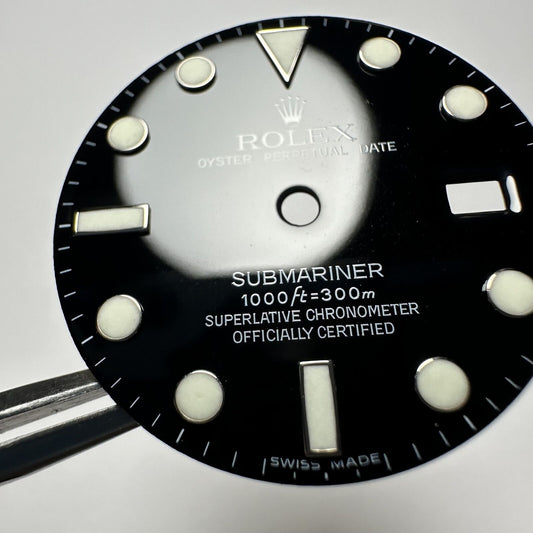 ROLEX
OYSTER PERPETUAL DATE
SUBMARINER
1000ft=300m
SUPERLATIVE CHRONOMETER
OFFICIALLY CERTIFIED
SWISS MADE